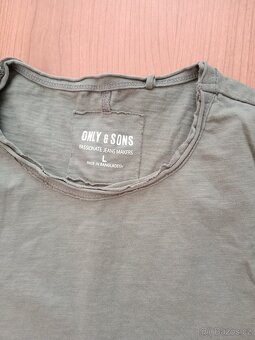 ONLY & SONS
PASSIONATE JEANS MAKERS
L
MADE IN BANGLADESH